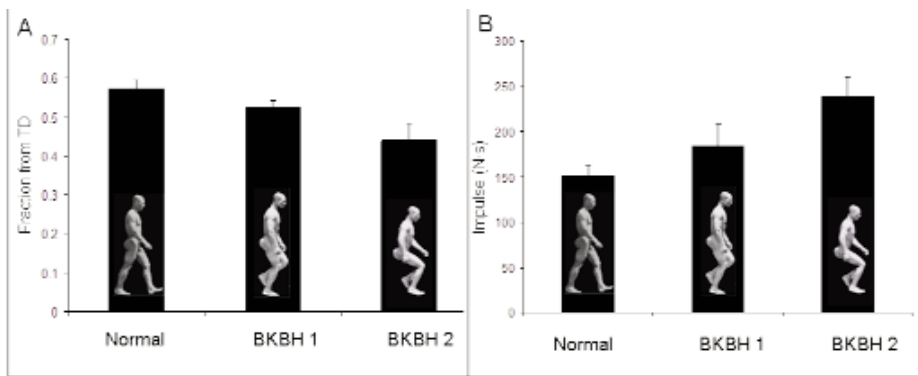 A
Fraction from TD
0.7
0.6
0.5
0.4
0.3
0.2
0.1
0
Normal
BKBH 1
BKBH 2
B
Impulse (N s)
300
250
200
150
100
50
0
Normal
BKBH 1
BKBH 2